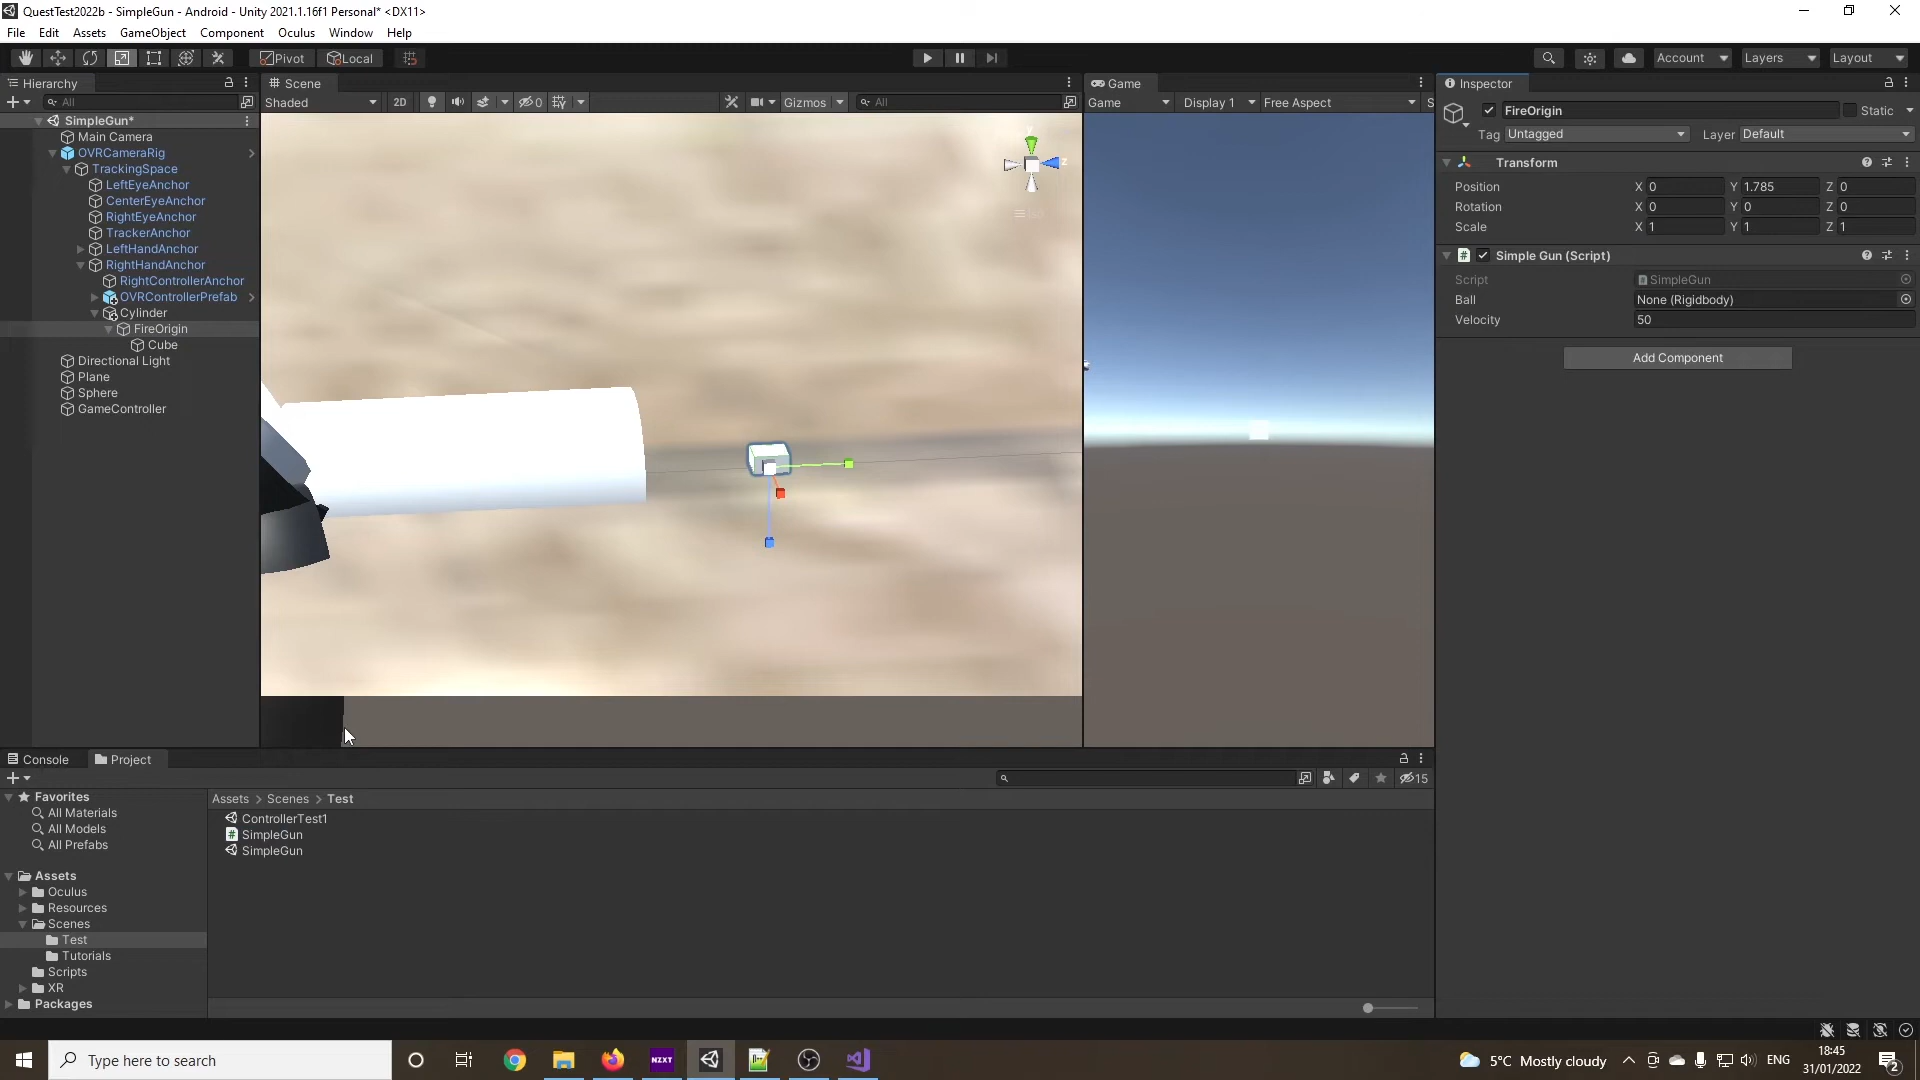 QuestTest2022b - SimpleGun - Android - Unity 2021.1.16f1 Personal* <DX11>
File Edit Assets GameObject Component Oculus Window Help
Pivot Local Account Layers Layout
Hierarchy
All
SimpleGun*
Main Camera
OVRCameraRig
TrackingSpace
LeftEyeAnchor
CenterEyeAnchor
RightEyeAnchor
TrackerAnchor
LeftHandAnchor
RightHandAnchor
RightControllerAnchor
OVRControllerPrefab
Cylinder
FireOrigin
Cube
Directional Light
Plane
Sphere
GameController
Scene
Shaded 2D 0 Gizmos All
z
Game
Game Display 1 Free Aspect S
Inspector
FireOrigin Static
Tag Untagged Layer Default
Transform
Position X 0 Y 1.785 Z 0
Rotation X 0 Y 0 Z 0
Scale X 1 Y 1 Z 1
Simple Gun (Script)
Script SimpleGun
Ball None (Rigidbody)
Velocity 50
Add Component
Console Project
15
Favorites
All Materials
All Models
All Prefabs
Assets
Oculus
Resources
Scenes
Test
Tutorials
Scripts
XR
Packages
Assets > Scenes > Test
ControllerTest1
SimpleGun
SimpleGun
Type here to search
NZXT
5°C Mostly cloudy
ENG
18:45
31/01/2022
2